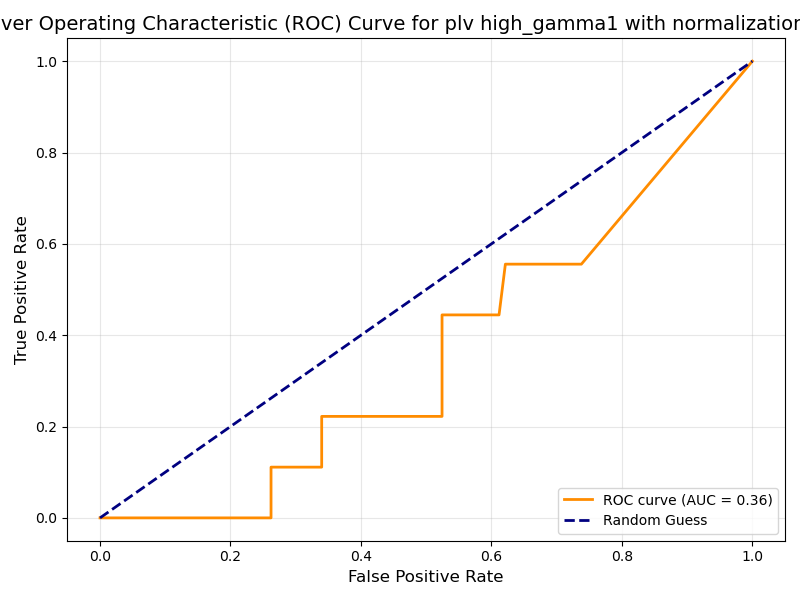 ver Operating Characteristic (ROC) Curve for plv high_gamma1 with normalization
1.0
0.8
0.6
0.4
0.2
0.0
True Positive Rate
0.0 0.2 0.4 0.6 0.8 1.0
False Positive Rate
ROC curve (AUC = 0.36)
Random Guess